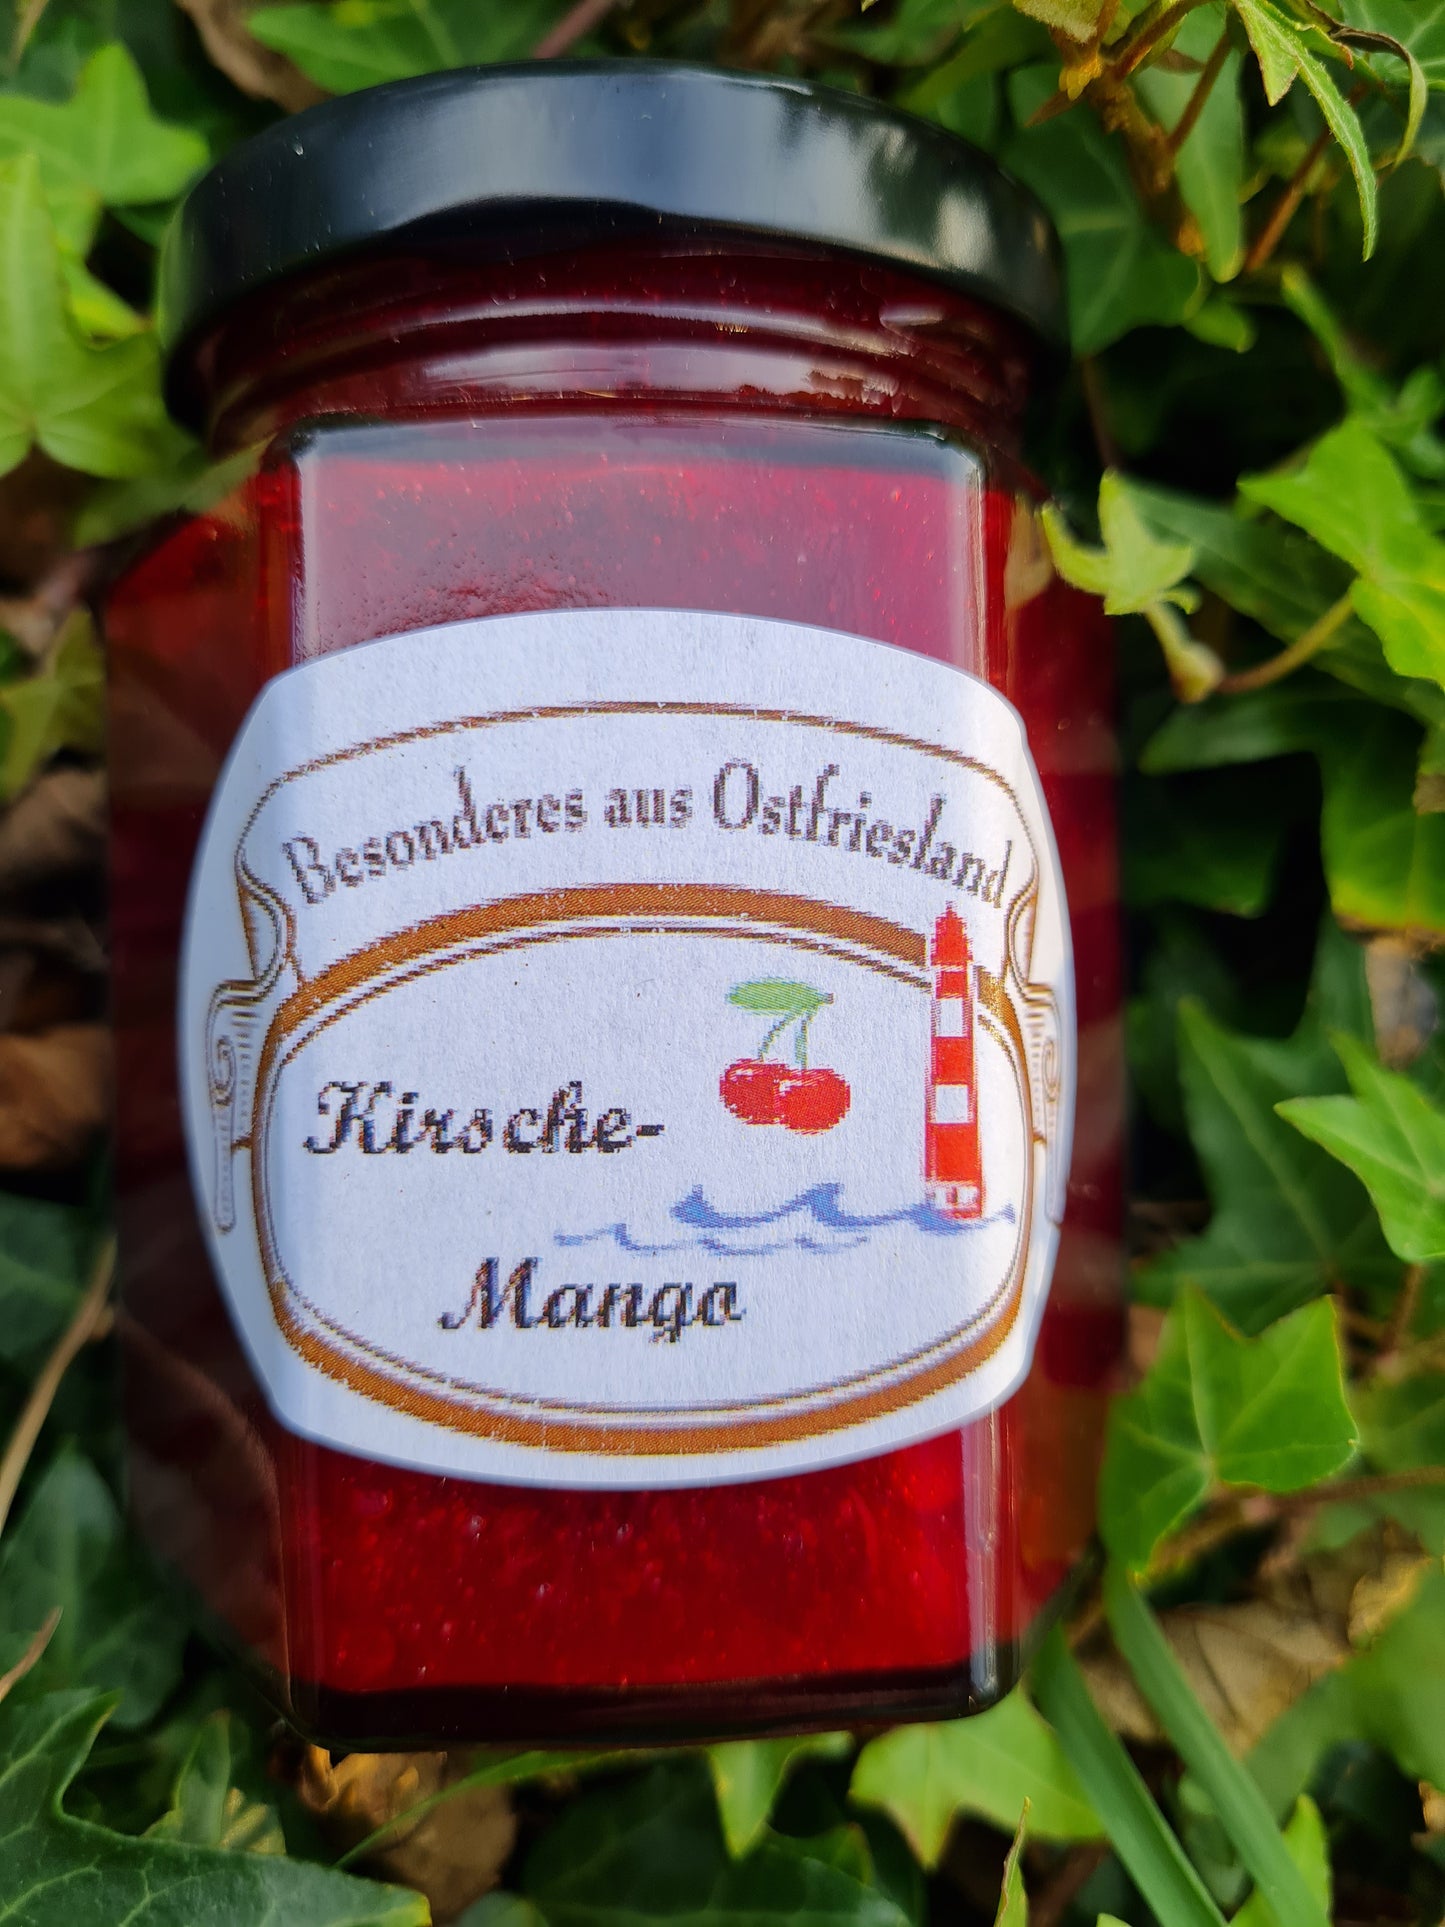 Besonderes aus Ostfriesland
Kirsche-
Mango